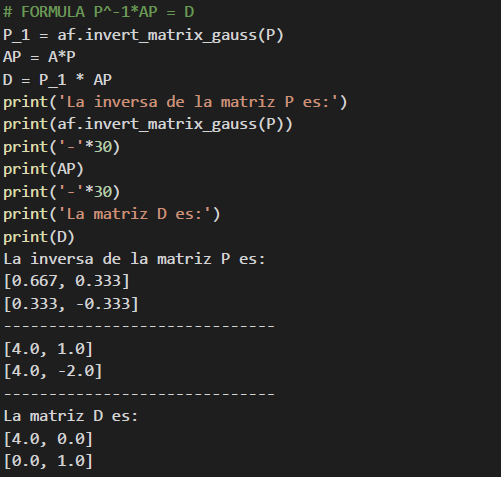 # FORMULA P^-1*AP = D
P_1 = af.invert_matrix_gauss(P)
AP = A*P
D = P_1 * AP
print('La inversa de la matriz P es:')
print(af.invert_matrix_gauss(P))
print('-'*30)
print(AP)
print('-'*30)
print('La matriz D es:')
print(D)
La inversa de la matriz P es:
[0.667, 0.333]
[0.333, -0.333]
------------------------------
[4.0, 1.0]
[4.0, -2.0]
------------------------------
La matriz D es:
[4.0, 0.0]
[0.0, 1.0]